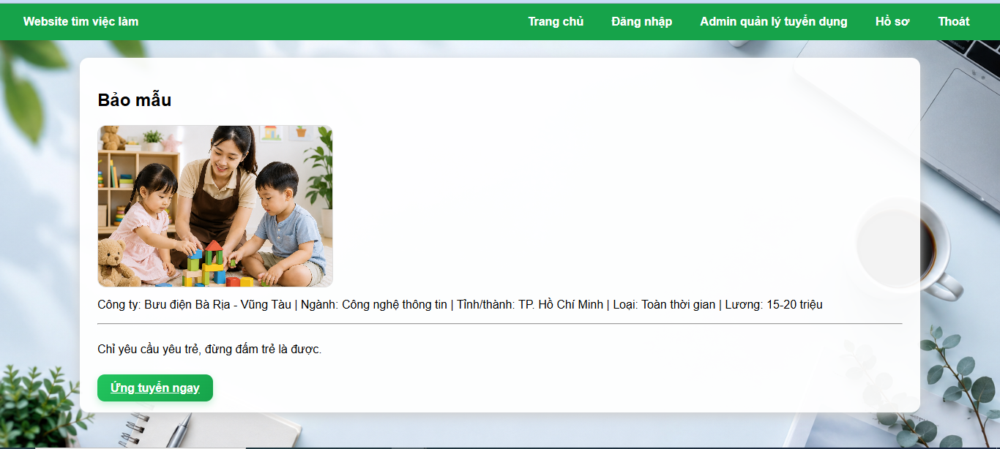 Website tìm việc làm
Trang chủ
Đăng nhập
Admin quản lý tuyển dụng
Hồ sơ
Thoát
Bảo mẫu
Công ty: Bưu điện Bà Rịa - Vũng Tàu | Ngành: Công nghệ thông tin | Tỉnh/thành: TP. Hồ Chí Minh | Loại: Toàn thời gian | Lương: 15-20 triệu
Chỉ yêu cầu yêu trẻ, đừng đấm trẻ là được.
Ứng tuyển ngay